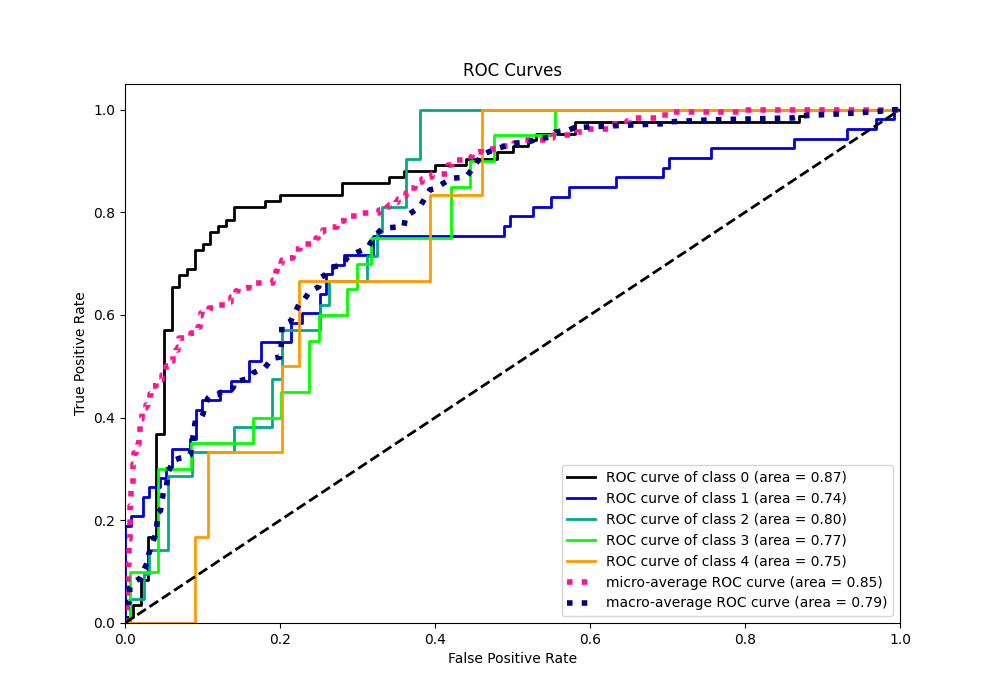 ROC Curves
True Positive Rate
1.0
0.8
0.6
0.4
0.2
0.0
0.0 0.2 0.4 0.6 0.8 1.0
False Positive Rate
ROC curve of class 0 (area = 0.87)
ROC curve of class 1 (area = 0.74)
ROC curve of class 2 (area = 0.80)
ROC curve of class 3 (area = 0.77)
ROC curve of class 4 (area = 0.75)
micro-average ROC curve (area = 0.85)
macro-average ROC curve (area = 0.79)